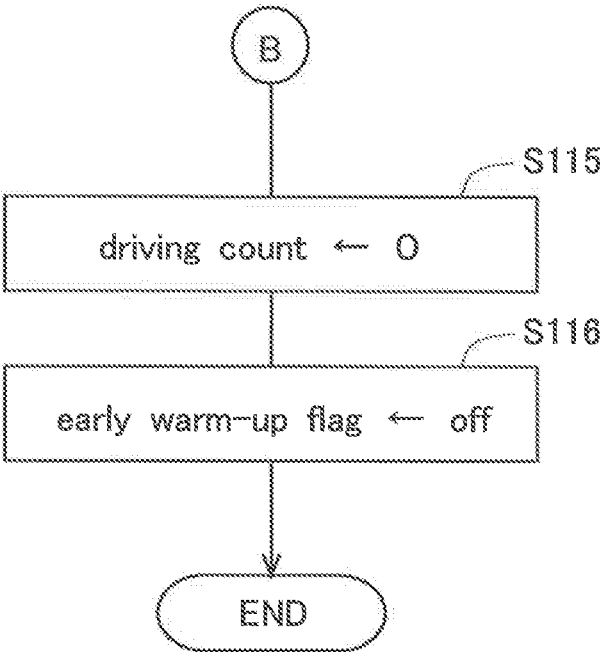 B
S115
driving count ← 0
S116
early warm-up flag ← off
END